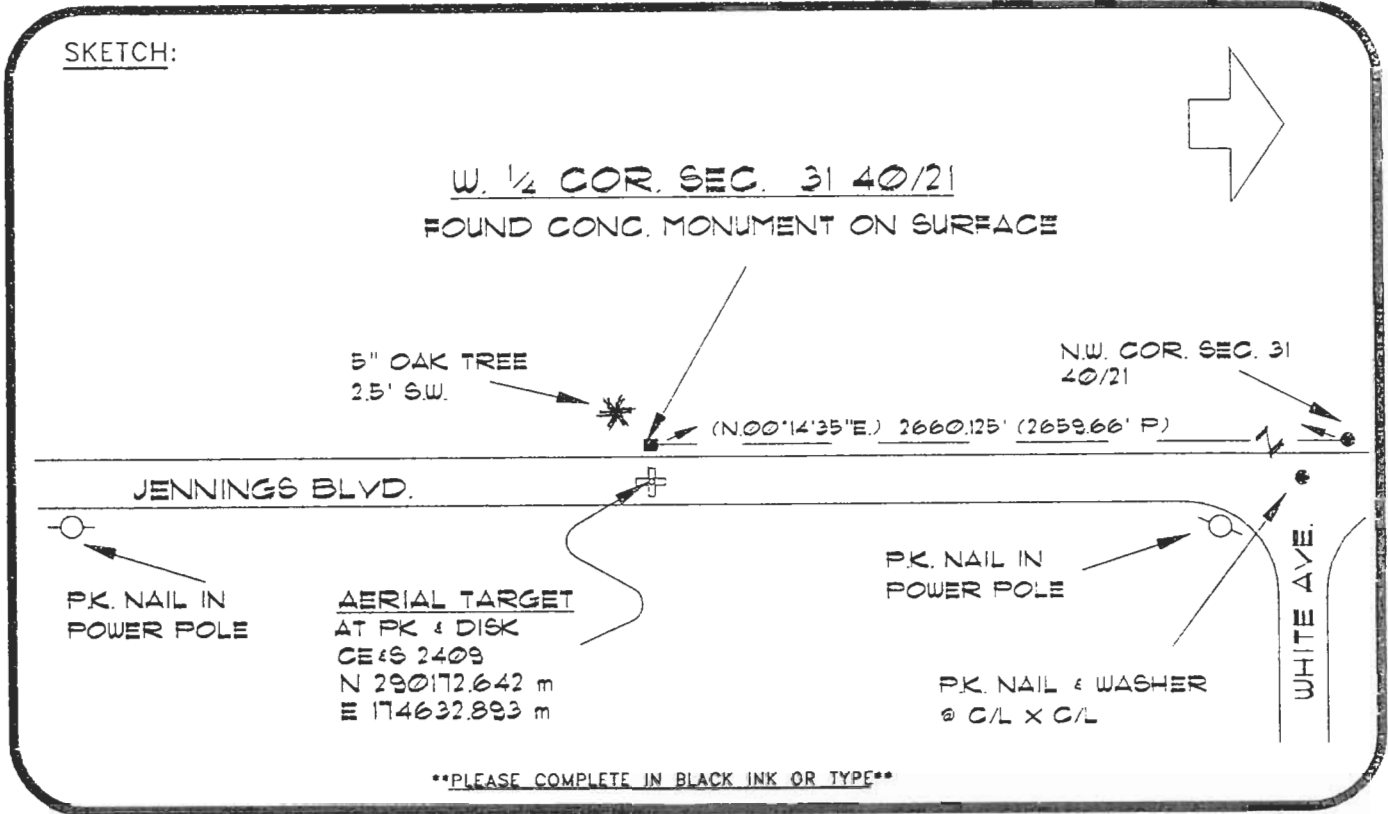 SKETCH:
W. 1/4 COR. SEC. 31 40/21
FOUND CONC. MONUMENT ON SURFACE
5" OAK TREE
2.5' S.W.
N.W. COR. SEC. 31
40/21
(N.00°14'35"E.) 2660.125' (2659.66' P)
JENNINGS BLVD.
P.K. NAIL IN
POWER POLE
AERIAL TARGET
AT PK & DISK
CE&S 2409
N 290172.642 m
E 174632.893 m
P.K. NAIL IN
POWER POLE
P.K. NAIL & WASHER
@ C/L X C/L
WHITE AVE.
**PLEASE COMPLETE IN BLACK INK OR TYPE**